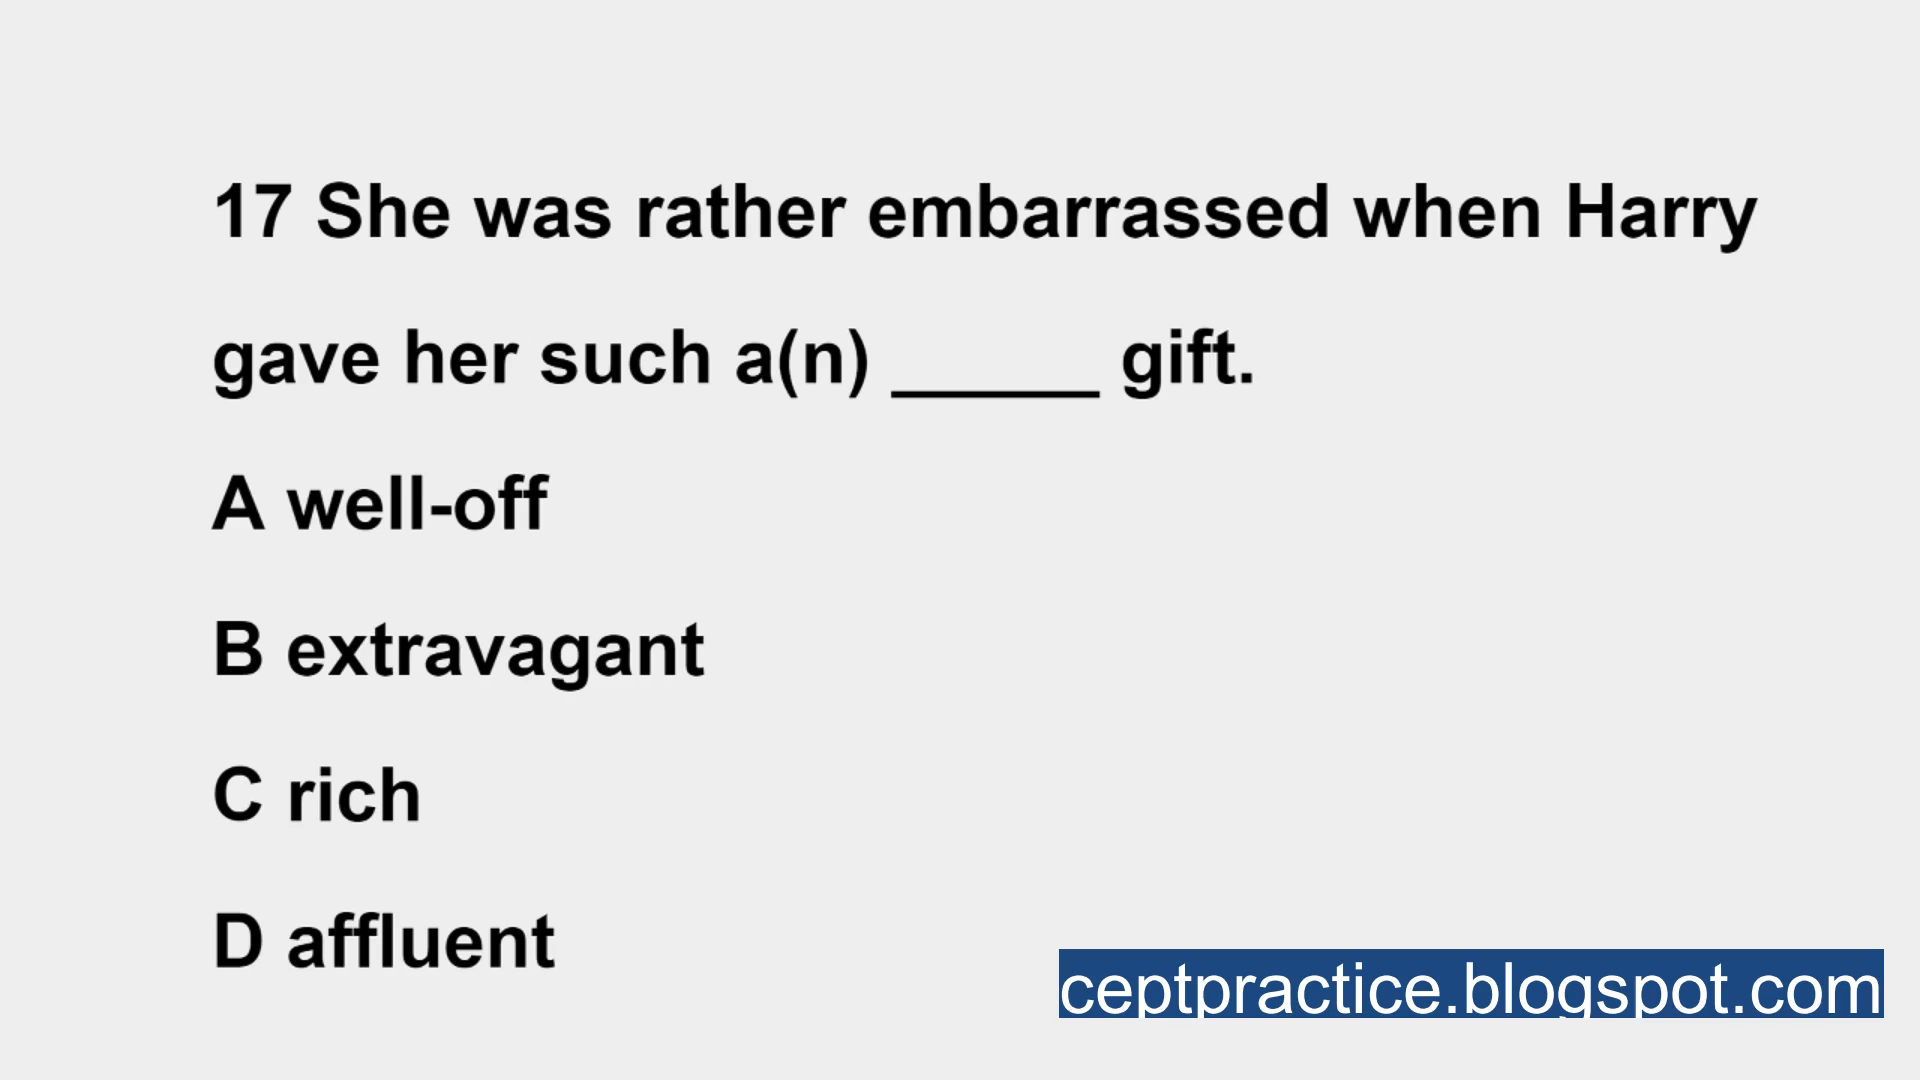 17 She was rather embarrassed when Harry
gave her such a(n) _____ gift.
A well-off
B extravagant
C rich
D affluent
ceptpractice.blogspot.com